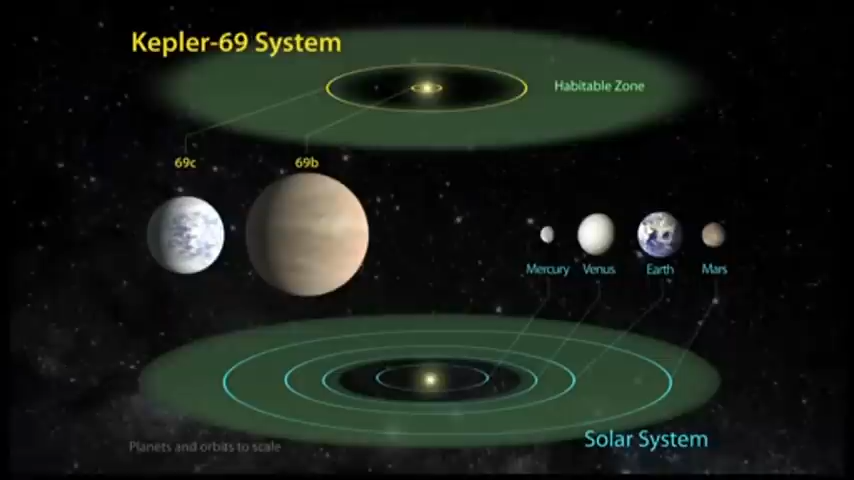 Kepler-69 System
Habitable Zone
69c
69b
Mercury
Venus
Earth
Mars
Planets and orbits to scale
Solar System